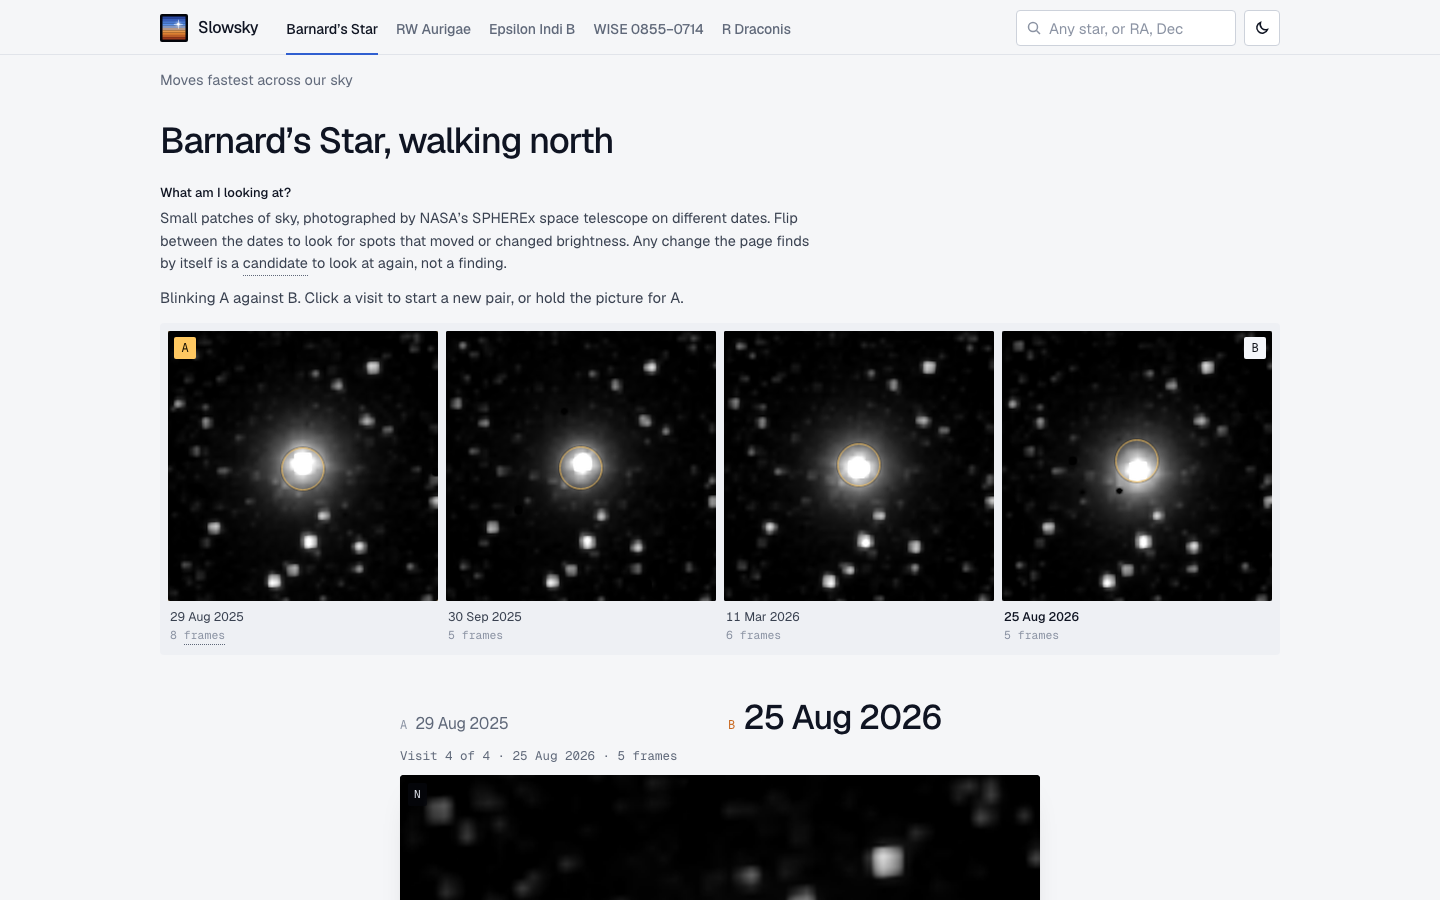 Slowsky
Barnard’s Star
RW Aurigae
Epsilon Indi B
WISE 0855–0714
R Draconis
Any star, or RA, Dec
Moves fastest across our sky
Barnard’s Star, walking north
What am I looking at?
Small patches of sky, photographed by NASA’s SPHEREx space telescope on different dates. Flip
between the dates to look for spots that moved or changed brightness. Any change the page finds
by itself is a candidate to look at again, not a finding.
Blinking A against B. Click a visit to start a new pair, or hold the picture for A.
A
B
29 Aug 2025
8 frames
30 Sep 2025
5 frames
11 Mar 2026
6 frames
25 Aug 2026
5 frames
A 29 Aug 2025
B 25 Aug 2026
Visit 4 of 4 · 25 Aug 2026 · 5 frames
N